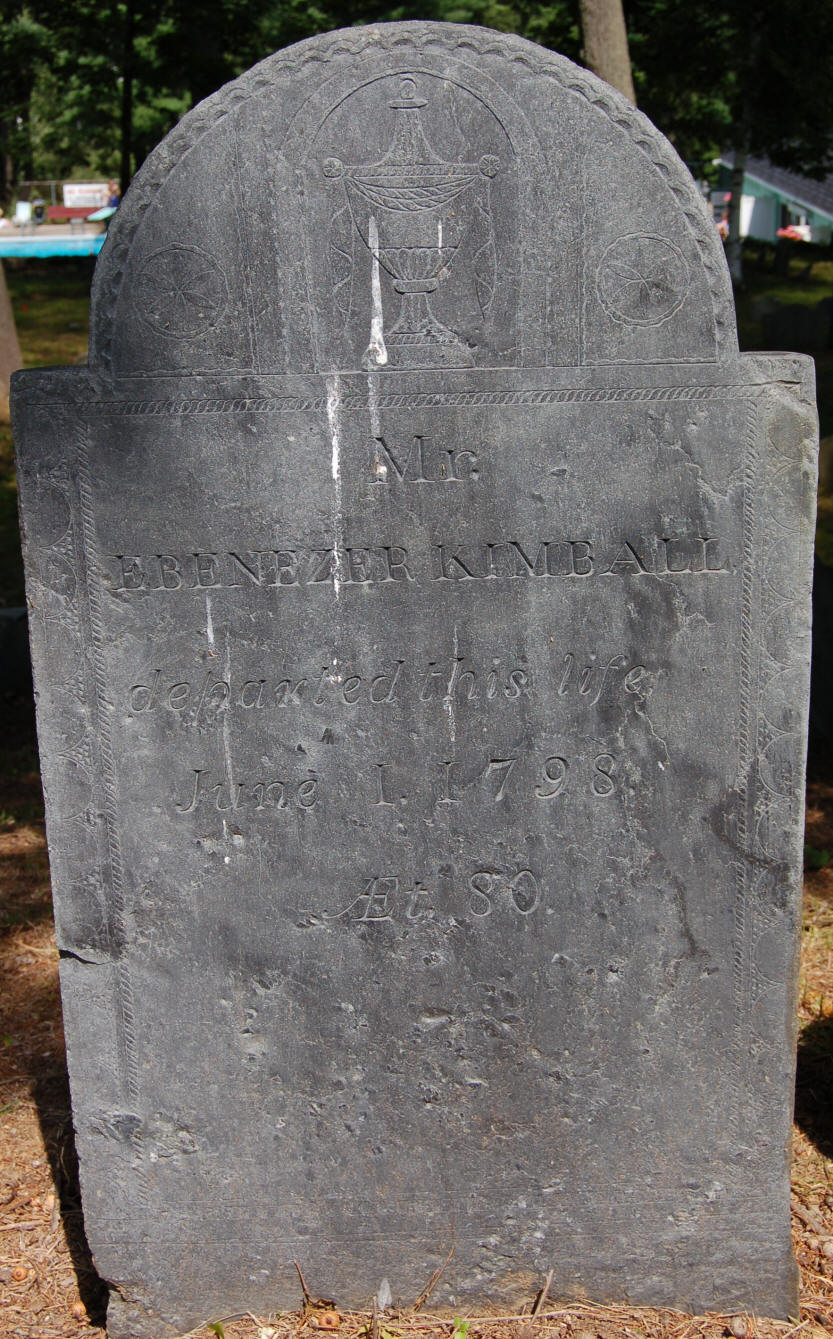 Mr.
EBENEZER KIMBALL
departed this life
June 1. 1798
Æt. 80.